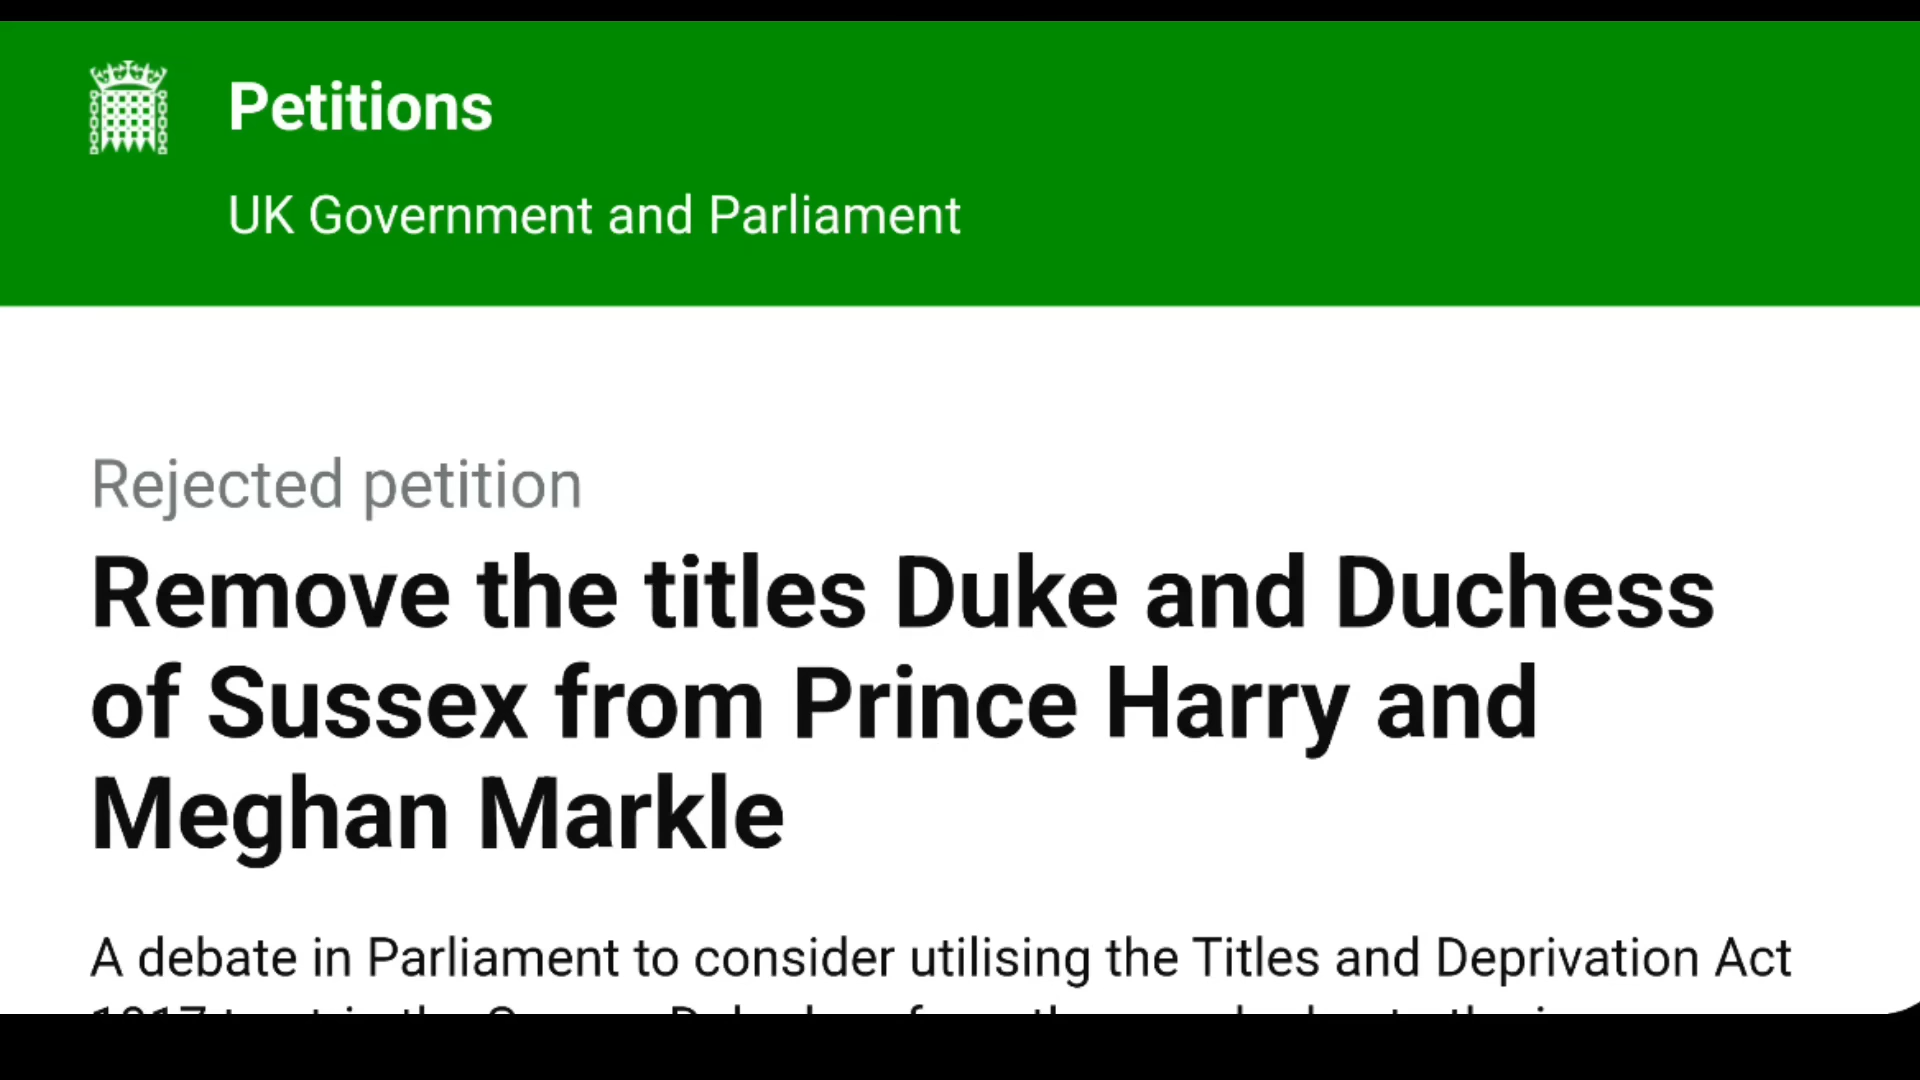 Petitions
UK Government and Parliament
Rejected petition
Remove the titles Duke and Duchess
of Sussex from Prince Harry and
Meghan Markle
A debate in Parliament to consider utilising the Titles and Deprivation Act